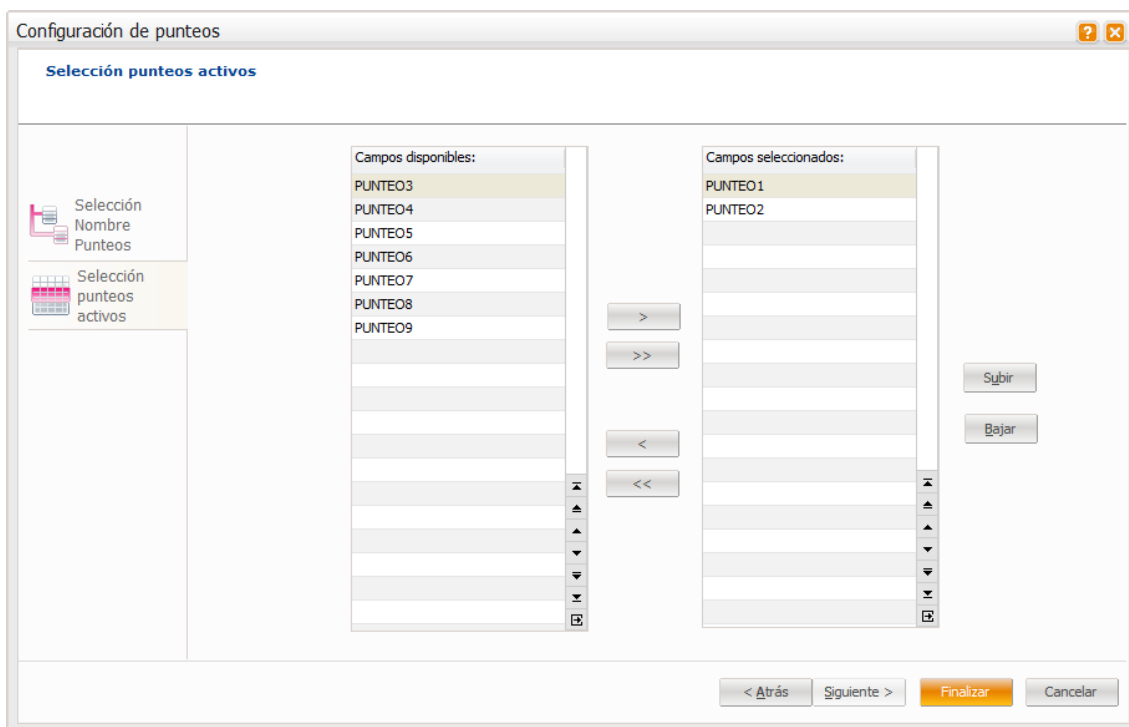 Configuración de punteos
Selección punteos activos
Selección
Nombre
Punteos
Selección
punteos
activos
Campos disponibles:
PUNTEO3
PUNTEO4
PUNTEO5
PUNTEO6
PUNTEO7
PUNTEO8
PUNTEO9
>
>>
<
<<
Campos seleccionados:
PUNTEO1
PUNTEO2
Subir
Bajar
< Atrás
Siguiente >
Finalizar
Cancelar